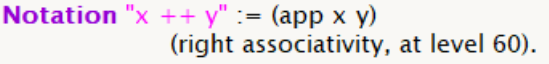 Notation "x ++ y" := (app x y)
(right associativity, at level 60).